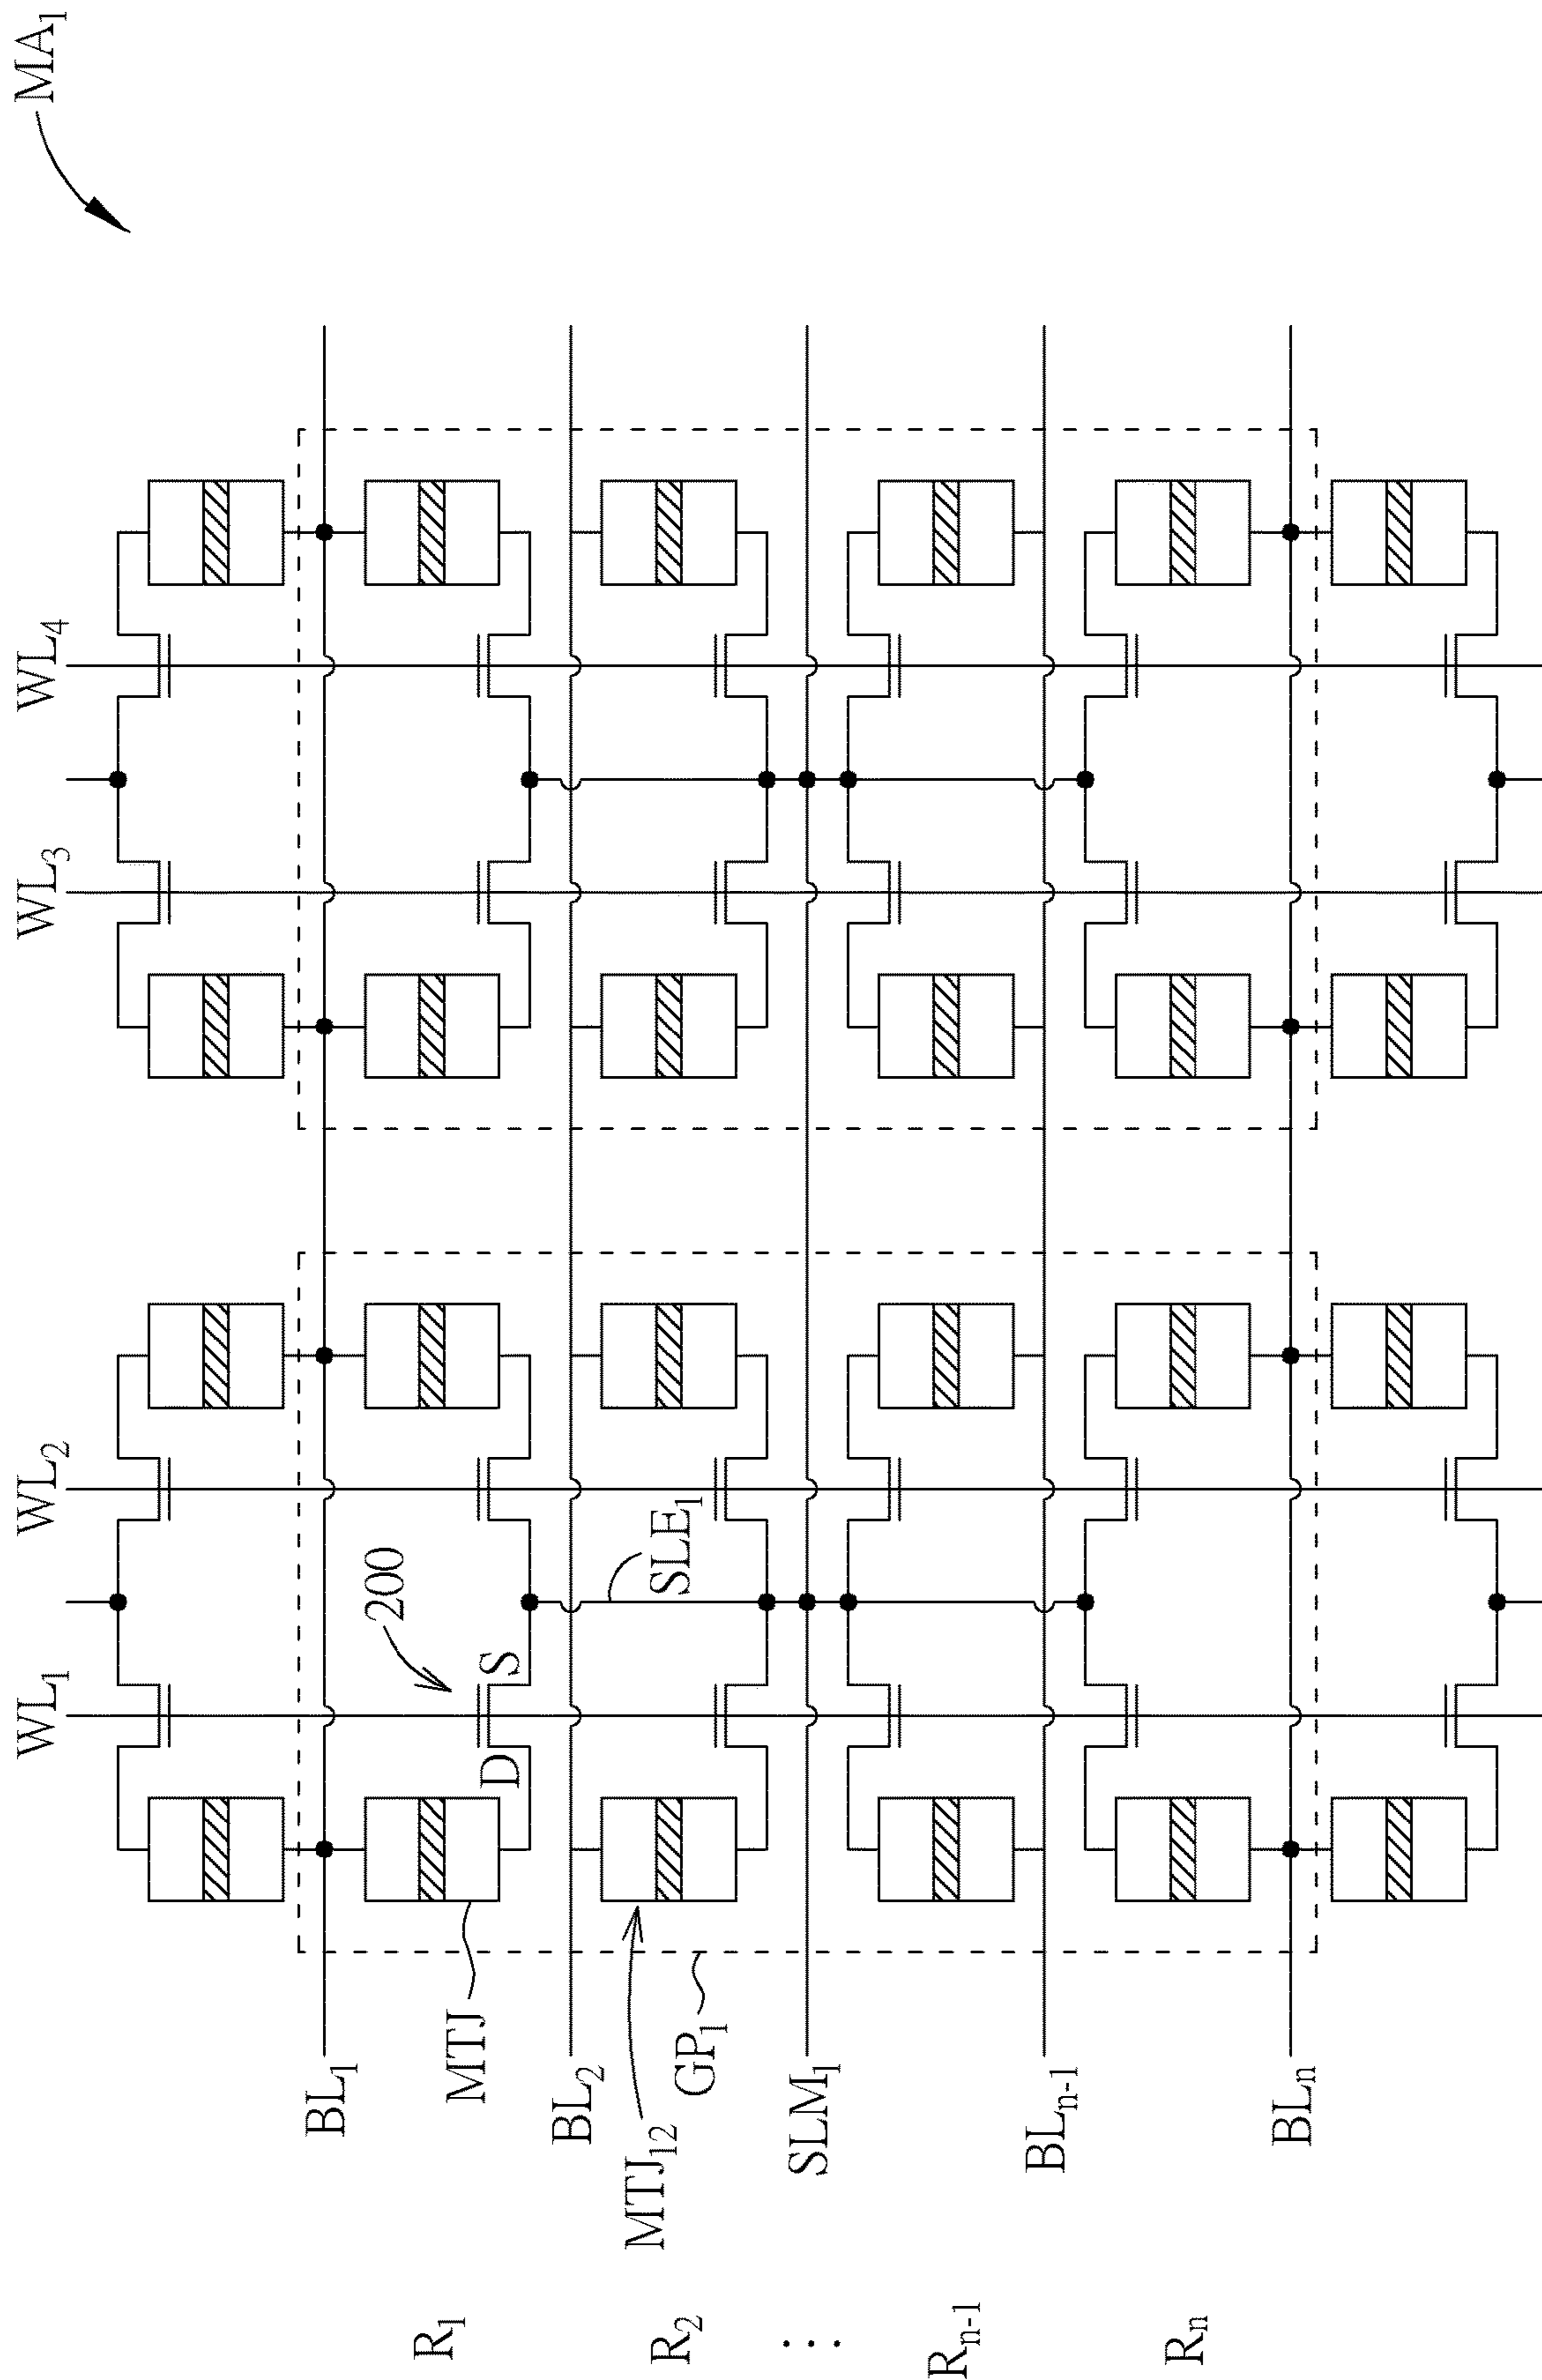 MA₁
WL₁
WL₂
WL₃
WL₄
R₁
R₂
⋮
Rₙ₋₁
Rₙ
BL₁
MTJ
BL₂
MTJ₁₂
GP₁
SLM₁
BLₙ₋₁
BLₙ
200
D
S
SLE₁